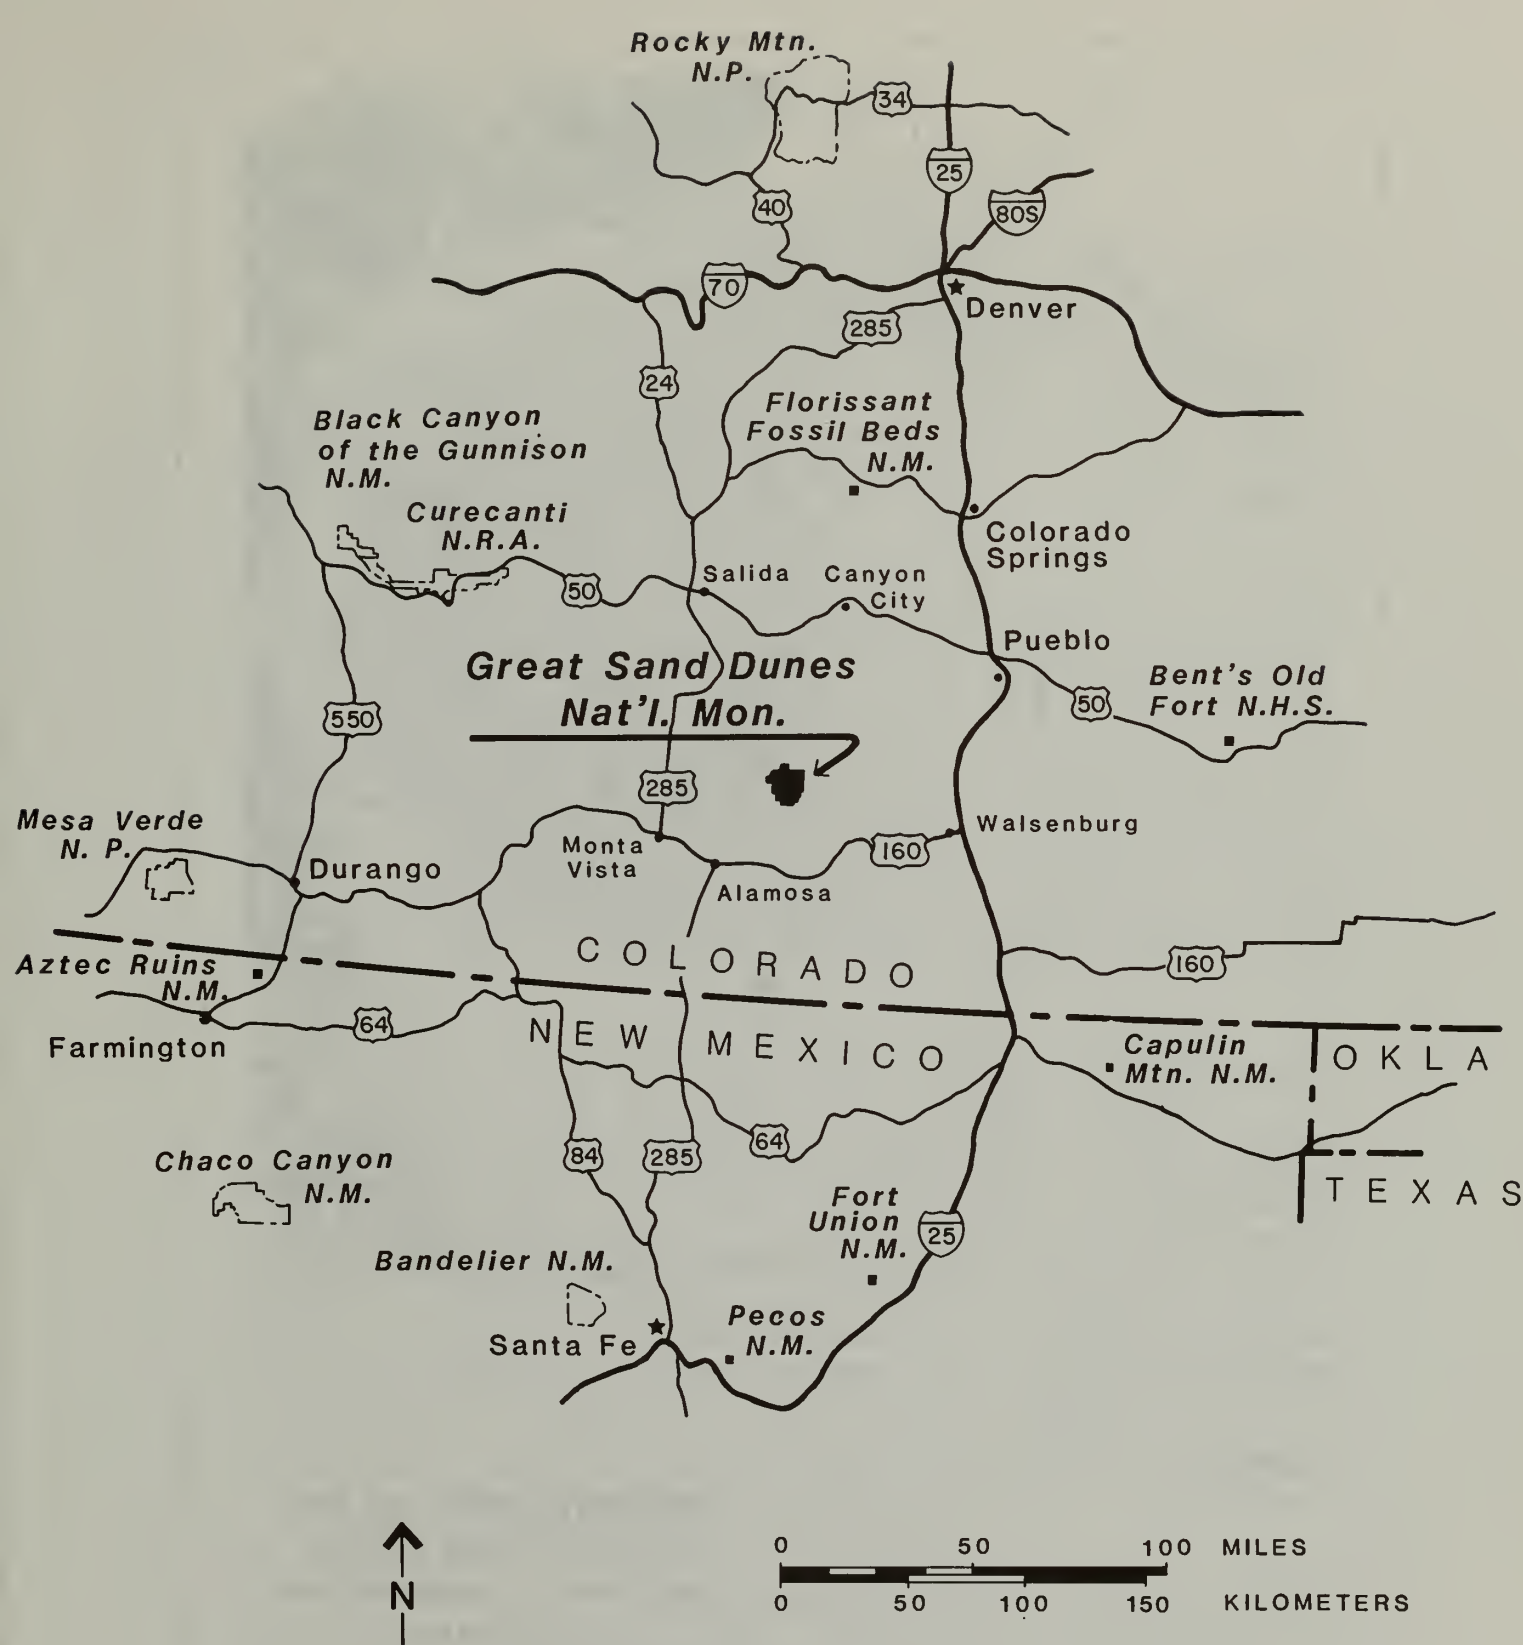 Rocky Mtn.
N.P.
34
25
40
80S
70
Denver
285
24
Florissant
Fossil Beds
N.M.
Black Canyon
of the Gunnison
N.M.
Curecanti
N.R.A.
Colorado
Springs
50
Salida
Canyon
City
Pueblo
Great Sand Dunes
Nat'l. Mon.
Bent's Old
Fort N.H.S.
50
550
285
Mesa Verde
N. P.
Durango
Monta
Vista
160
Walsenburg
Alamosa
COLORADO
160
Aztec Ruins
N.M.
64
Farmington
NEW MEXICO
Capulin
Mtn. N.M.
OKLA
84
285
64
Chaco Canyon
N.M.
TEXAS
Fort
Union
N.M.
25
Bandelier N.M.
Pecos
N.M.
Santa Fe
0 50 100 MILES
0 50 100 150 KILOMETERS
N